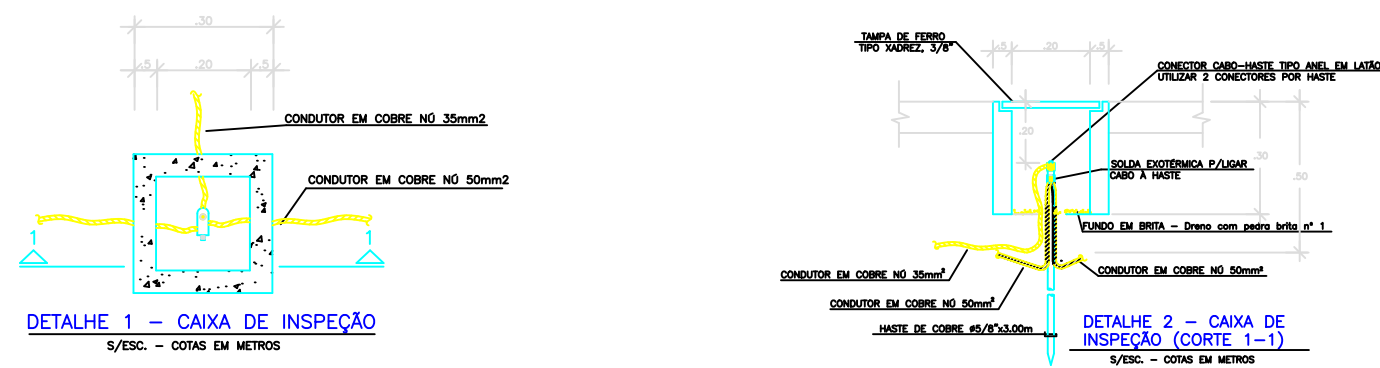 .30
.5
.20
.5
CONDUTOR EM COBRE NÚ 35mm2
CONDUTOR EM COBRE NÚ 50mm2
1
1
DETALHE 1 - CAIXA DE INSPEÇÃO
S/ESC. - COTAS EM METROS
TAMPA DE FERRO
TIPO XADREZ, 3/8"
.5
.20
.5
CONECTOR CABO-HASTE TIPO ANEL EM LATÃO
UTILIZAR 2 CONECTORES POR HASTE
.20
SOLDA EXOTÉRMICA P/LIGAR
CABO À HASTE
.30
.50
FUNDO EM BRITA - Dreno com pedra brita n° 1
CONDUTOR EM COBRE NÚ 35mm²
CONDUTOR EM COBRE NÚ 50mm²
CONDUTOR EM COBRE NÚ 50mm²
HASTE DE COBRE ø5/8"x3.00m
DETALHE 2 - CAIXA DE
INSPEÇÃO (CORTE 1-1)
S/ESC. - COTAS EM METROS